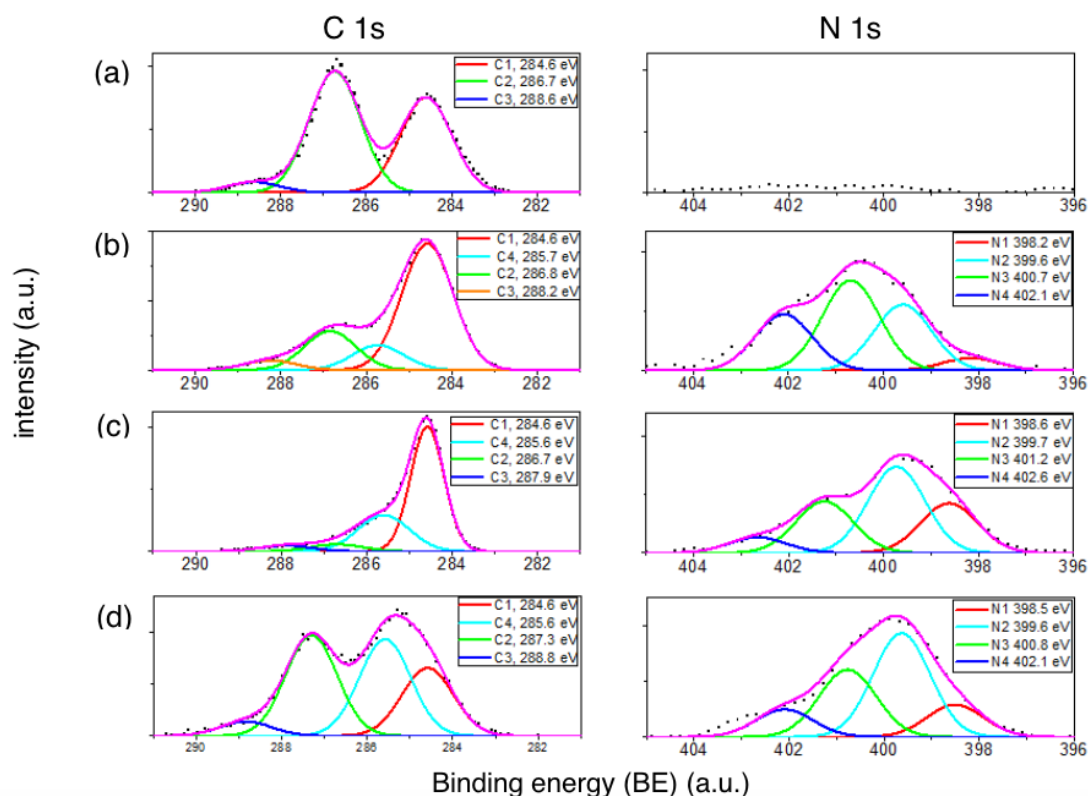 C 1s
N 1s
(a)
C1, 284.6 eV
C2, 286.7 eV
C3, 288.6 eV
290 288 286 284 282
404 402 400 398 396
(b)
C1, 284.6 eV
C4, 285.7 eV
C2, 286.8 eV
C3, 288.2 eV
N1 398.2 eV
N2 399.6 eV
N3 400.7 eV
N4 402.1 eV
290 288 286 284 282
404 402 400 398 396
intensity (a.u.)
(c)
C1, 284.6 eV
C4, 285.6 eV
C2, 286.7 eV
C3, 287.9 eV
N1 398.6 eV
N2 399.7 eV
N3 401.2 eV
N4 402.6 eV
290 288 286 284 282
404 402 400 398 396
(d)
C1, 284.6 eV
C4, 285.6 eV
C2, 287.3 eV
C3, 288.8 eV
N1 398.5 eV
N2 399.6 eV
N3 400.8 eV
N4 402.1 eV
290 288 286 284 282
404 402 400 398 396
Binding energy (BE) (a.u.)